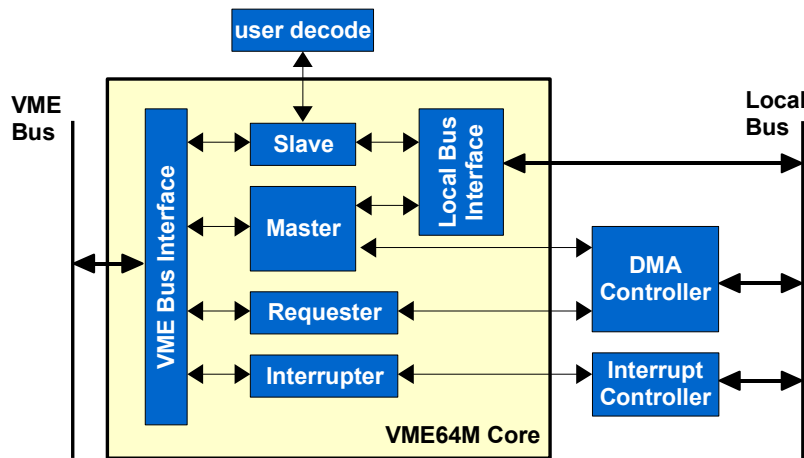 user decode
VME
Bus
Local
Bus
VME Bus Interface
Slave
Local Bus
Interface
Master
DMA
Controller
Requester
Interrupter
Interrupt
Controller
VME64M Core